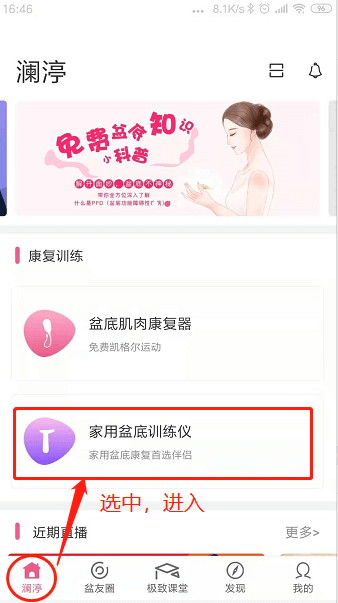 16:46
... 8.1K/s 96
澜渟
免费盆食知识
小科普
带你全方位深入了解
什么是PFD（盆底功能障碍性疾病）
康复训练
盆底肌肉康复器
免费凯格尔运动
家用盆底训练仪
家用盆底康复首选伴侣
选中，进入
近期直播
更多>
澜渟
盆友圈
极致课堂
发现
我的